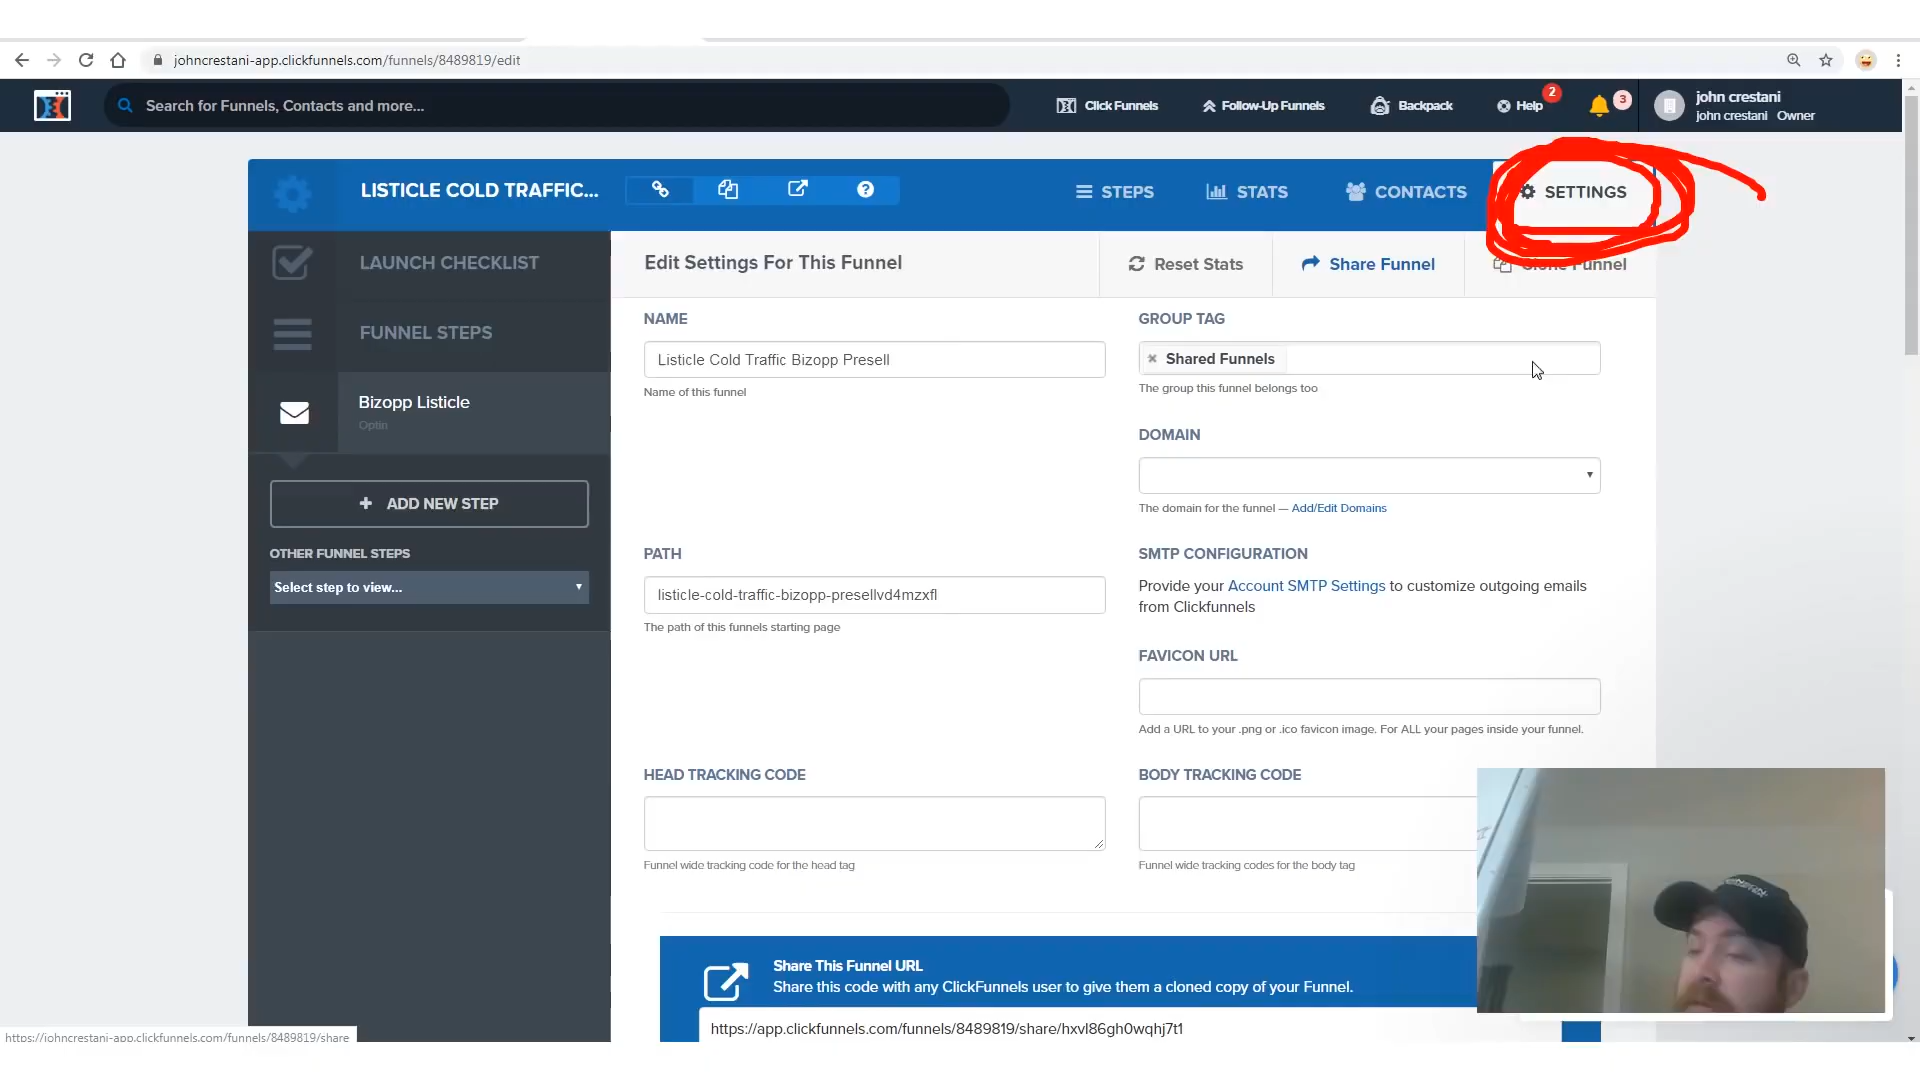 johncrestani-app.clickfunnels.com/funnels/8489819/edit
Search for Funnels, Contacts and more...
Click Funnels
Follow-Up Funnels
Backpack
Help
2
3
john crestani
john crestani Owner
LISTICLE COLD TRAFFIC...
STEPS
STATS
CONTACTS
SETTINGS
LAUNCH CHECKLIST
FUNNEL STEPS
Bizopp Listicle
Optin
+ ADD NEW STEP
OTHER FUNNEL STEPS
Select step to view...
Edit Settings For This Funnel
Reset Stats
Share Funnel
Clone Funnel
NAME
Listicle Cold Traffic Bizopp Presell
Name of this funnel
GROUP TAG
× Shared Funnels
The group this funnel belongs too
DOMAIN
The domain for the funnel — Add/Edit Domains
PATH
listicle-cold-traffic-bizopp-presellvd4mzxfl
The path of this funnels starting page
SMTP CONFIGURATION
Provide your Account SMTP Settings to customize outgoing emails
from Clickfunnels
FAVICON URL
Add a URL to your .png or .ico favicon image. For ALL your pages inside your funnel.
HEAD TRACKING CODE
Funnel wide tracking code for the head tag
BODY TRACKING CODE
Funnel wide tracking codes for the body tag
Share This Funnel URL
Share this code with any ClickFunnels user to give them a cloned copy of your Funnel.
https://app.clickfunnels.com/funnels/8489819/share/hxvl86gh0wqhj7t1
https://johncrestani-app.clickfunnels.com/funnels/8489819/share